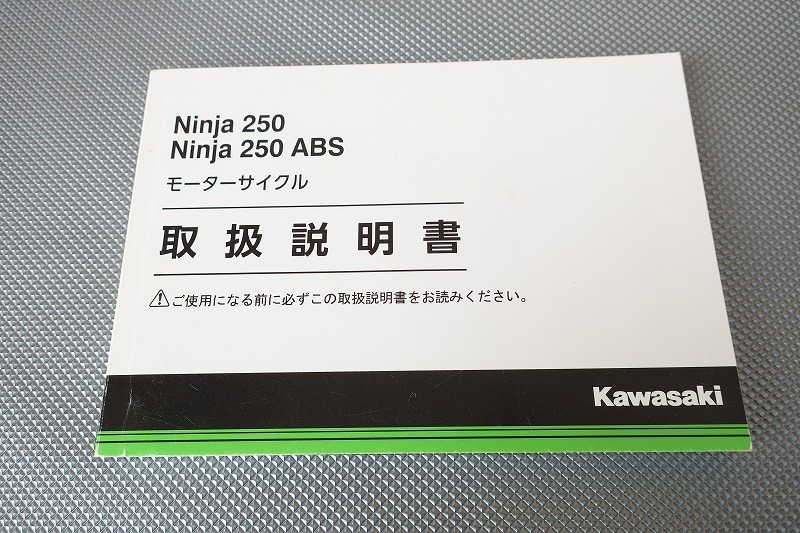 Ninja 250
Ninja 250 ABS
モーターサイクル
取扱説明書
ご使用になる前に必ずこの取扱説明書をお読みください。
Kawasaki